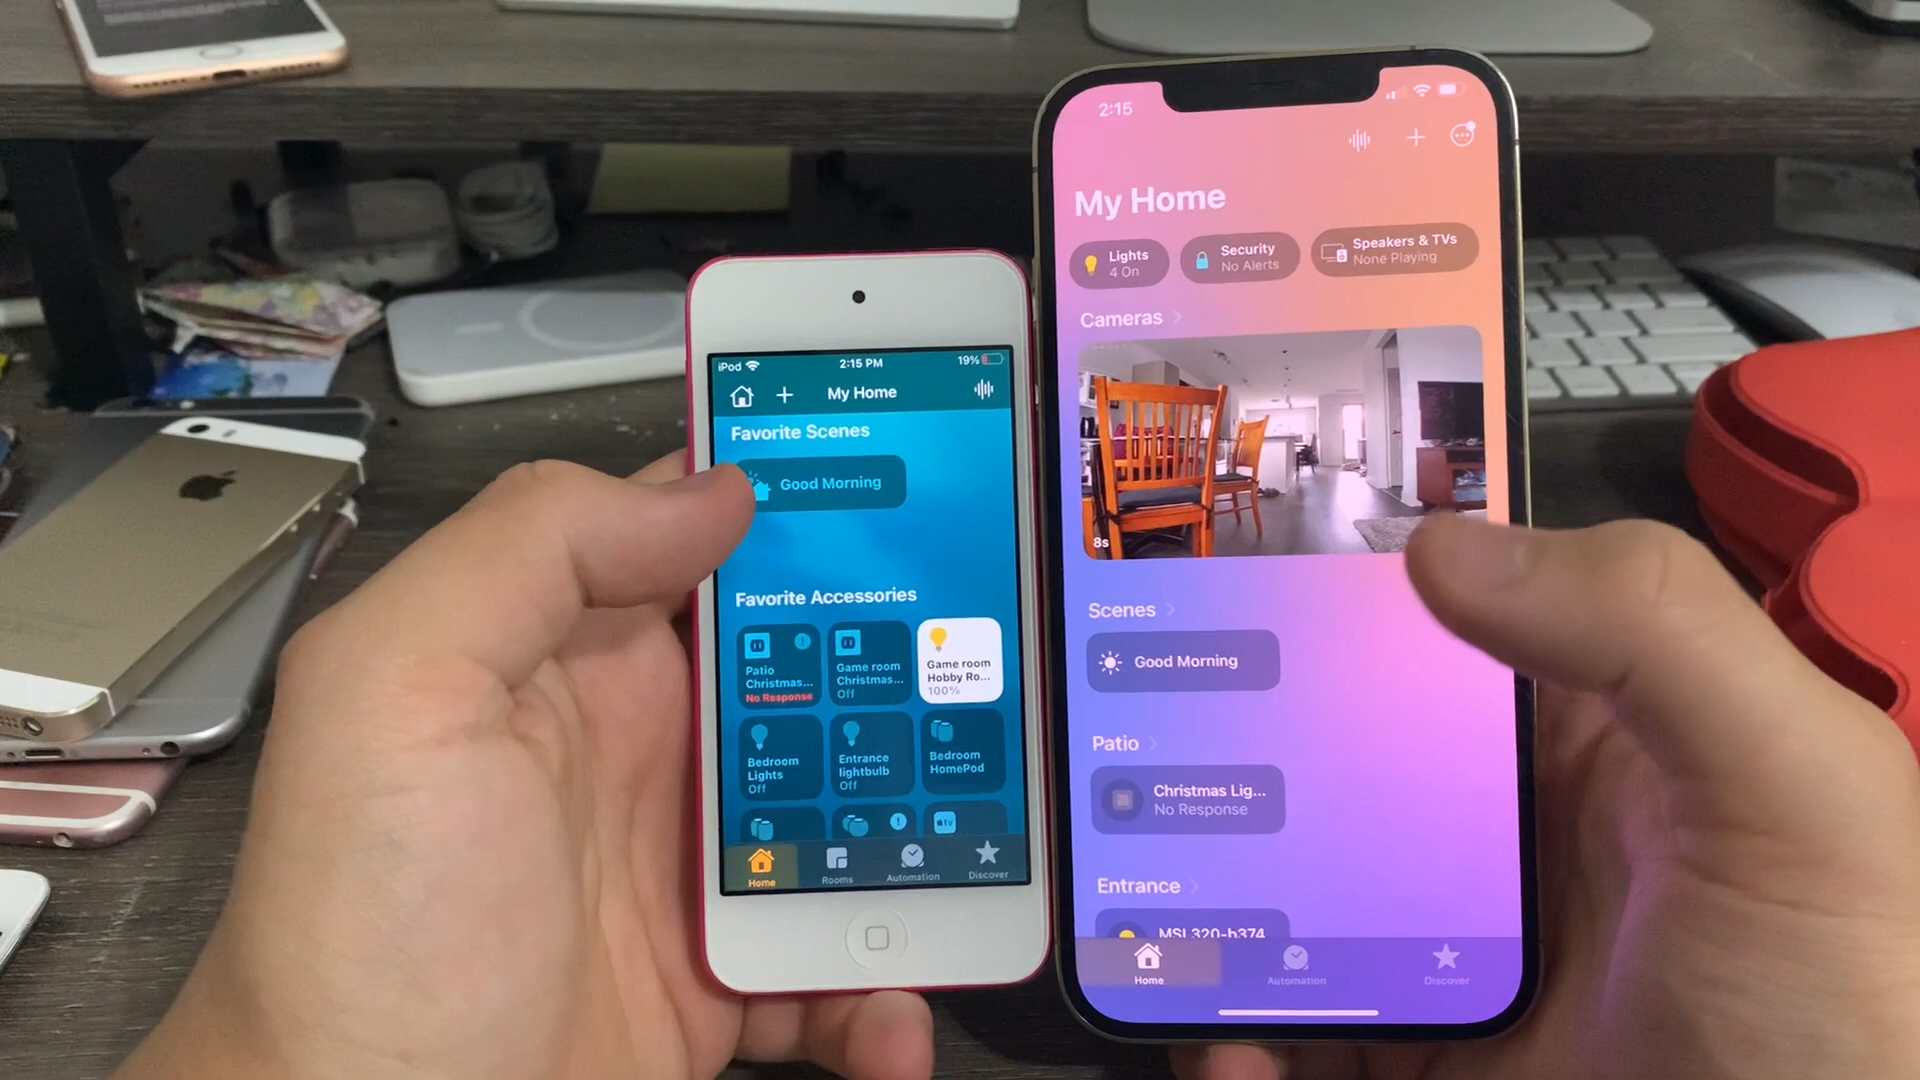 iPod
2:15 PM
19%
My Home
Favorite Scenes
Good Morning
Favorite Accessories
Patio
Christmas...
No Response
Game room
Christmas...
Off
Game room
Hobby Ro...
100%
Bedroom
Lights
Off
Entrance
lightbulb
Off
Bedroom
HomePod
tv
Home
Rooms
Automation
Discover
2:15
My Home
Lights
4 On
Security
No Alerts
Speakers & TVs
None Playing
Cameras
8s
Scenes
Good Morning
Patio
Christmas Lig...
No Response
Entrance
MSL320-b374
Home
Automation
Discover